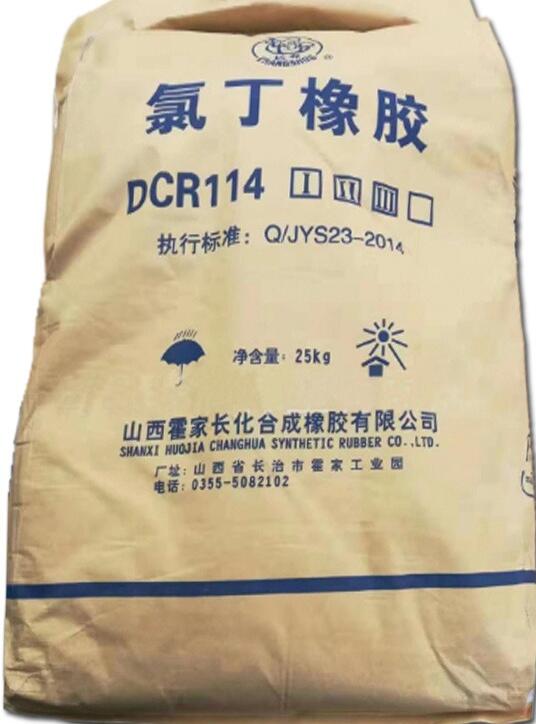 CHANGSHOU
®
氯丁橡胶
DCR114 I II III
执行标准：Q/JYS23-2014
净含量：25kg
山西霍家长化合成橡胶有限公司
SHANXI HUOJIA CHANGHUA SYNTHETIC RUBBER CO.,LTD.
厂址：山西省长治市霍家工业园
电话：0355-5082102